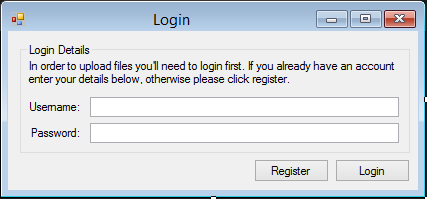 Login
Login Details
In order to upload files you'll need to login first. If you already have an account
enter your details below, otherwise please click register.
Username:
Password:
Register Login